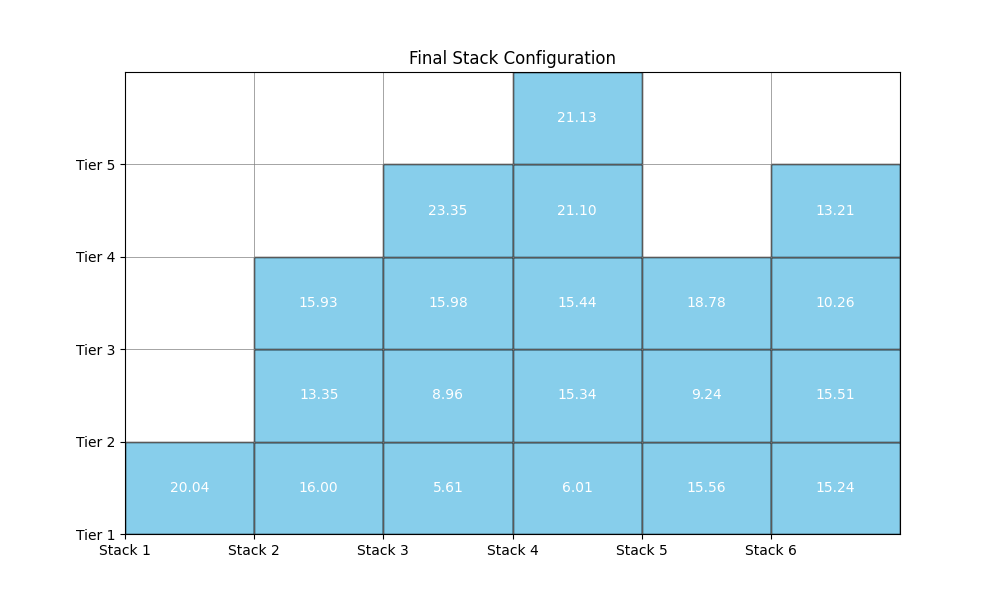 Final Stack Configuration
21.13
Tier 5
23.35 21.10 13.21
Tier 4
15.93 15.98 15.44 18.78 10.26
Tier 3
13.35 8.96 15.34 9.24 15.51
Tier 2
20.04 16.00 5.61 6.01 15.56 15.24
Tier 1
Stack 1 Stack 2 Stack 3 Stack 4 Stack 5 Stack 6